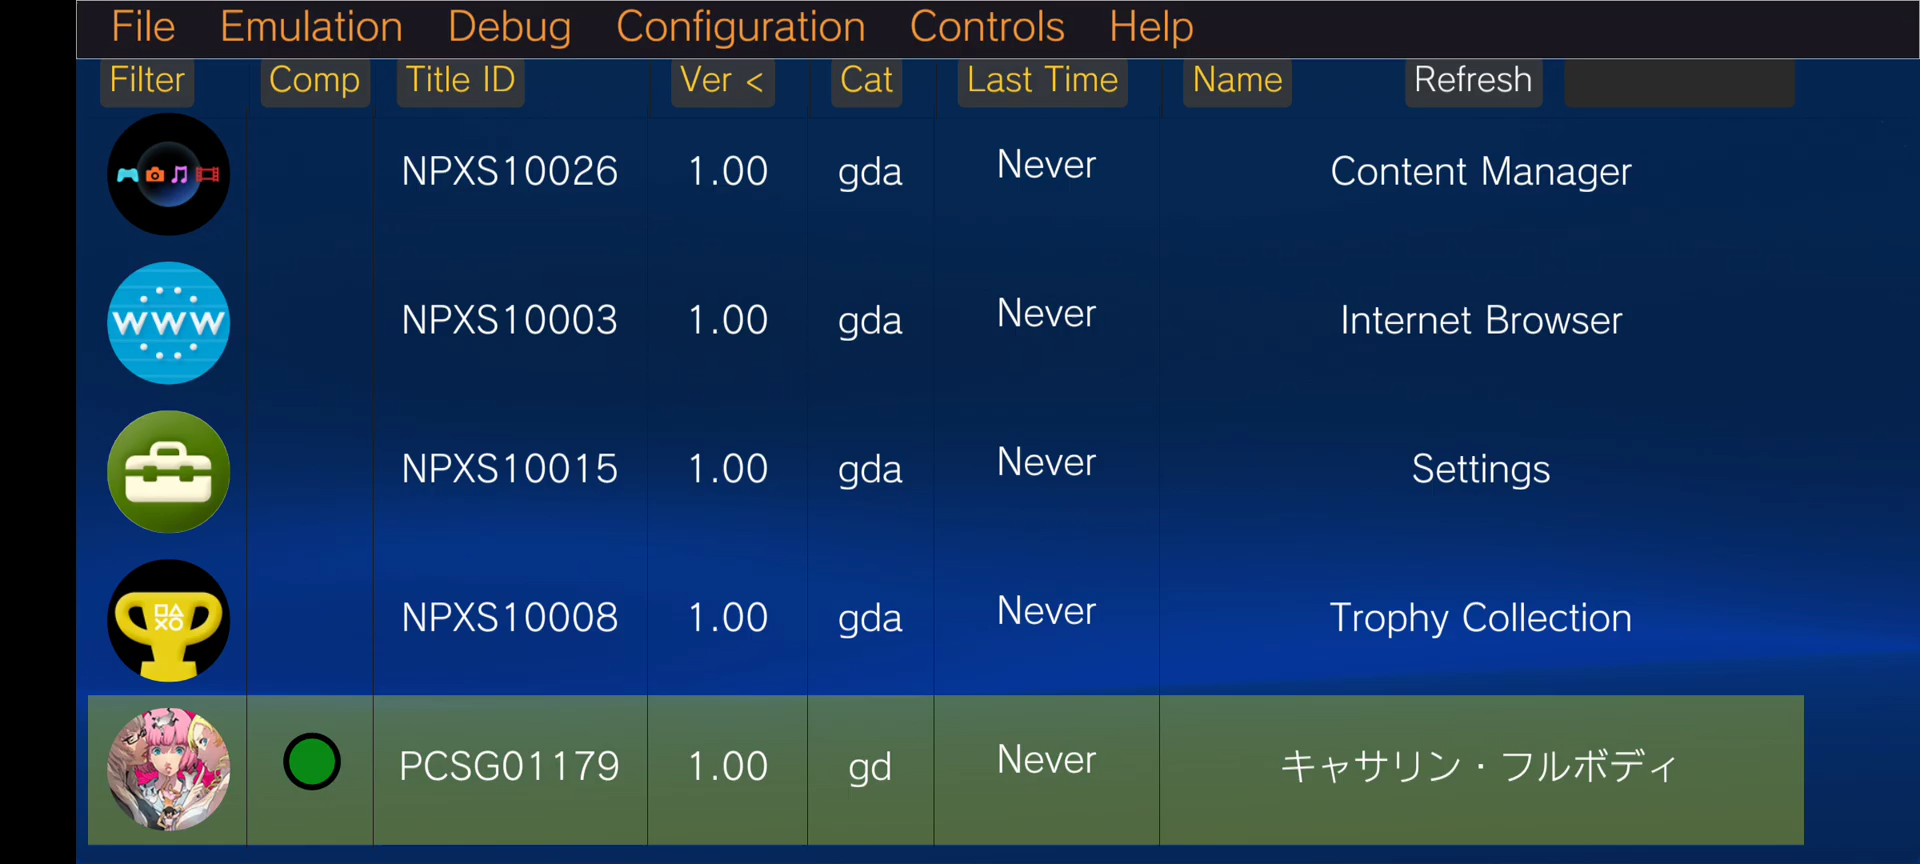 File Emulation Debug Configuration Controls Help
Filter Comp Title ID Ver < Cat Last Time Name Refresh
NPXS10026 1.00 gda Never Content Manager
WWW NPXS10003 1.00 gda Never Internet Browser
NPXS10015 1.00 gda Never Settings
NPXS10008 1.00 gda Never Trophy Collection
PCSG01179 1.00 gd Never キャサリン・フルボディ